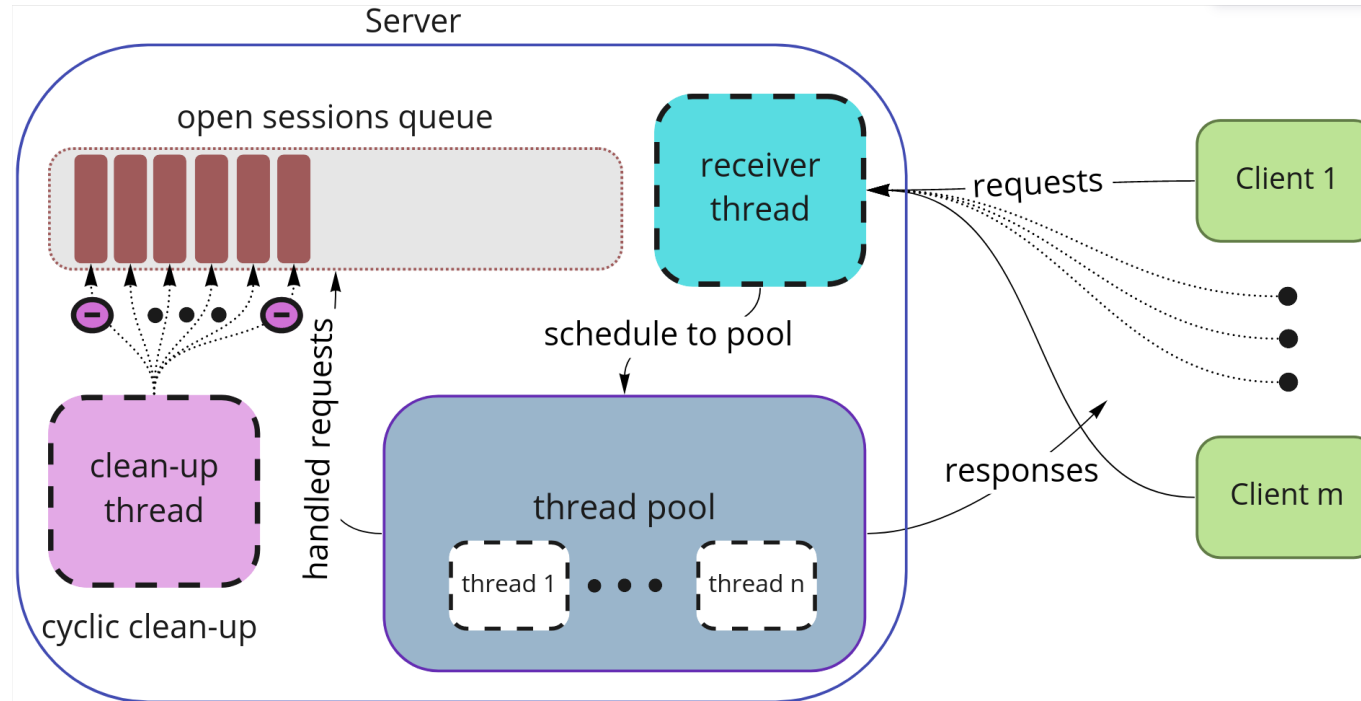 Server
open sessions queue
receiver
thread
requests
Client 1
schedule to pool
handled requests
clean-up
thread
cyclic clean-up
thread pool
thread 1
thread n
responses
Client m